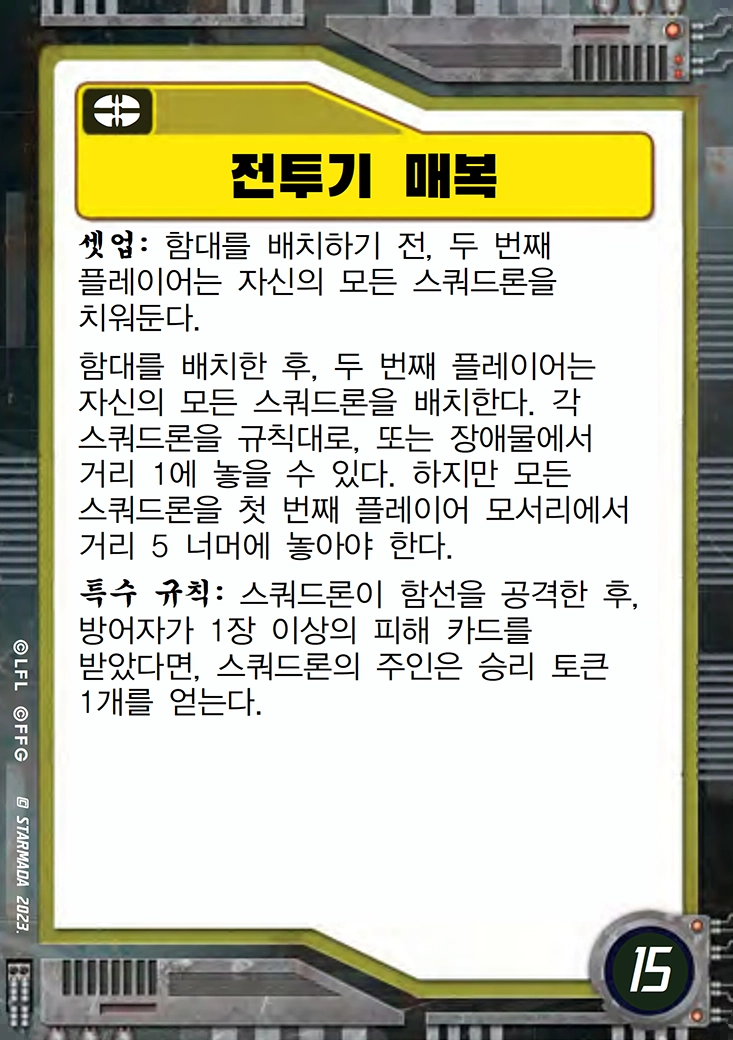 전투기 매복
셋업: 함대를 배치하기 전, 두 번째
플레이어는 자신의 모든 스쿼드론을
치워둔다.
함대를 배치한 후, 두 번째 플레이어는
자신의 모든 스쿼드론을 배치한다. 각
스쿼드론을 규칙대로, 또는 장애물에서
거리 1에 놓을 수 있다. 하지만 모든
스쿼드론을 첫 번째 플레이어 모서리에서
거리 5 너머에 놓아야 한다.
특수 규칙: 스쿼드론이 함선을 공격한 후,
방어자가 1장 이상의 피해 카드를
받았다면, 스쿼드론의 주인은 승리 토큰
1개를 얻는다.
©LFL ©FFG STARMADA 2023.
15